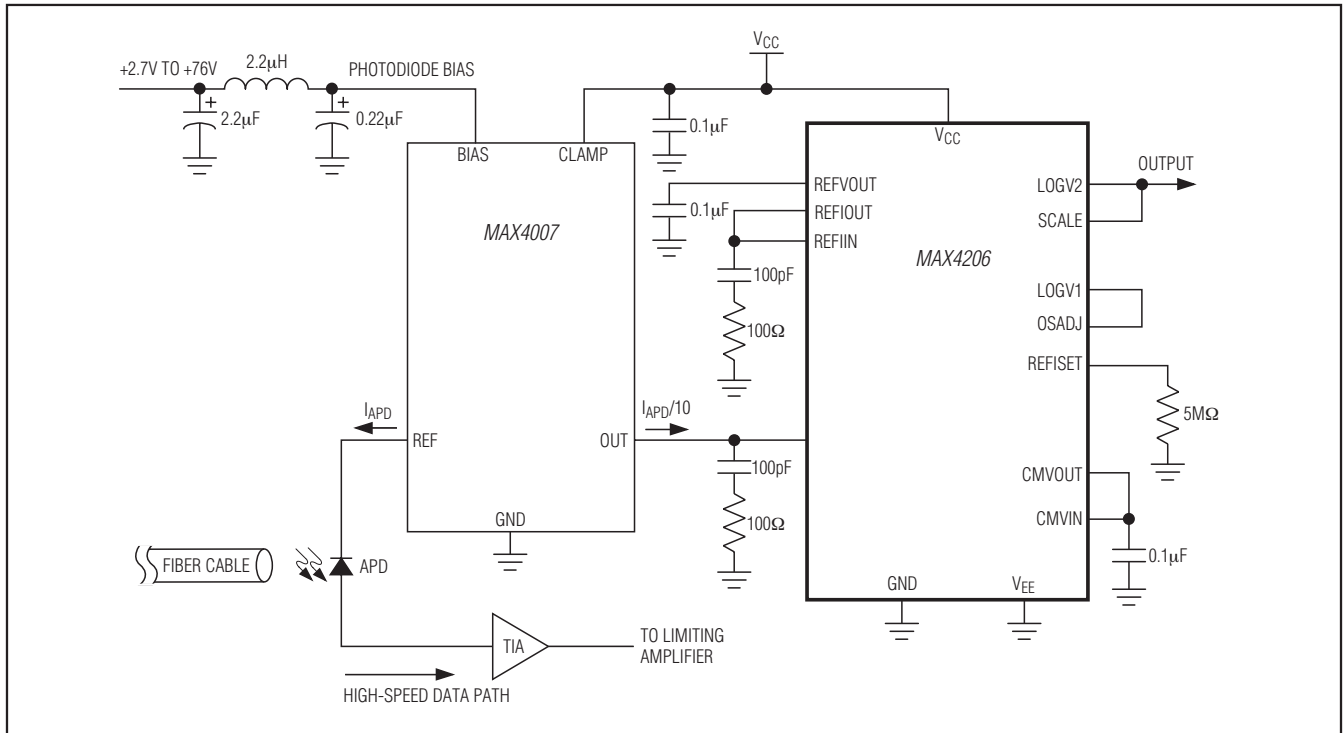 V_CC
+2.7V TO +76V
2.2µH
PHOTODIODE BIAS
+
2.2µF
+
0.22µF
0.1µF
BIAS
CLAMP
V_CC
MAX4007
0.1µF
REFVOUT
REFIOUT
REFIIN
MAX4206
LOGV2
OUTPUT
SCALE
100pF
100Ω
LOGV1
OSADJ
REFISET
5MΩ
I_APD
REF
OUT
I_APD/10
100pF
100Ω
CMVOUT
CMVIN
0.1µF
GND
FIBER CABLE
APD
GND
V_EE
TIA
TO LIMITING
AMPLIFIER
HIGH-SPEED DATA PATH